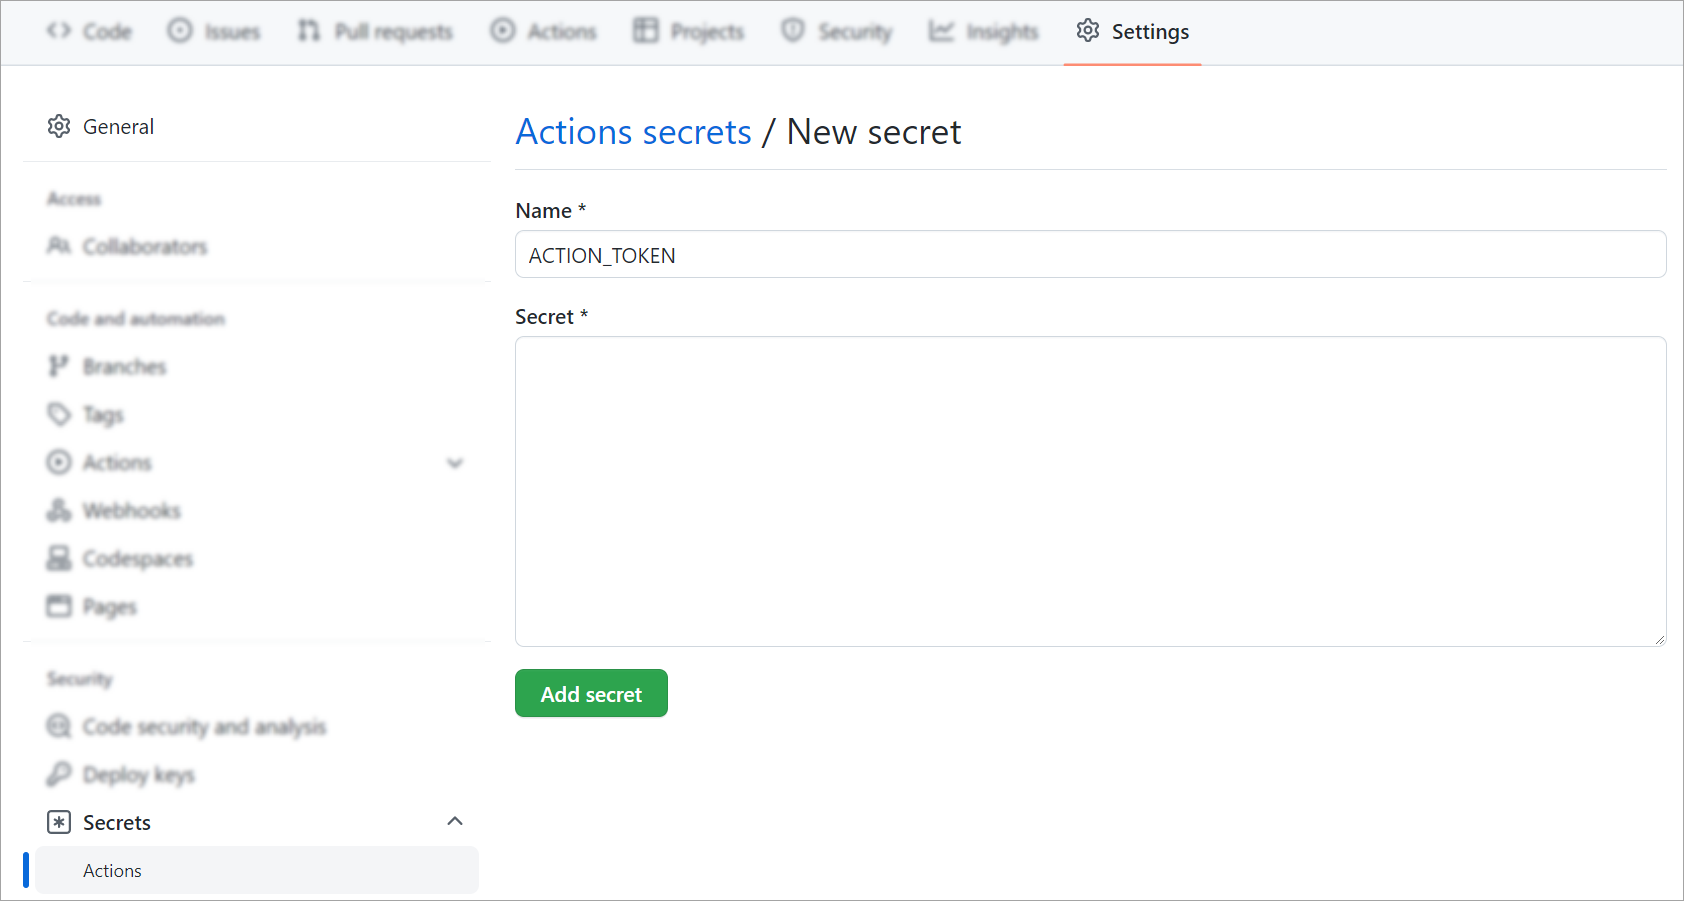 Code Issues Pull requests Actions Projects Security Insights Settings
General
Access
Collaborators
Code and automation
Branches
Tags
Actions
Webhooks
Codespaces
Pages
Security
Code security and analysis
Deploy keys
Secrets
Actions
Actions secrets / New secret
Name *
ACTION_TOKEN
Secret *
Add secret